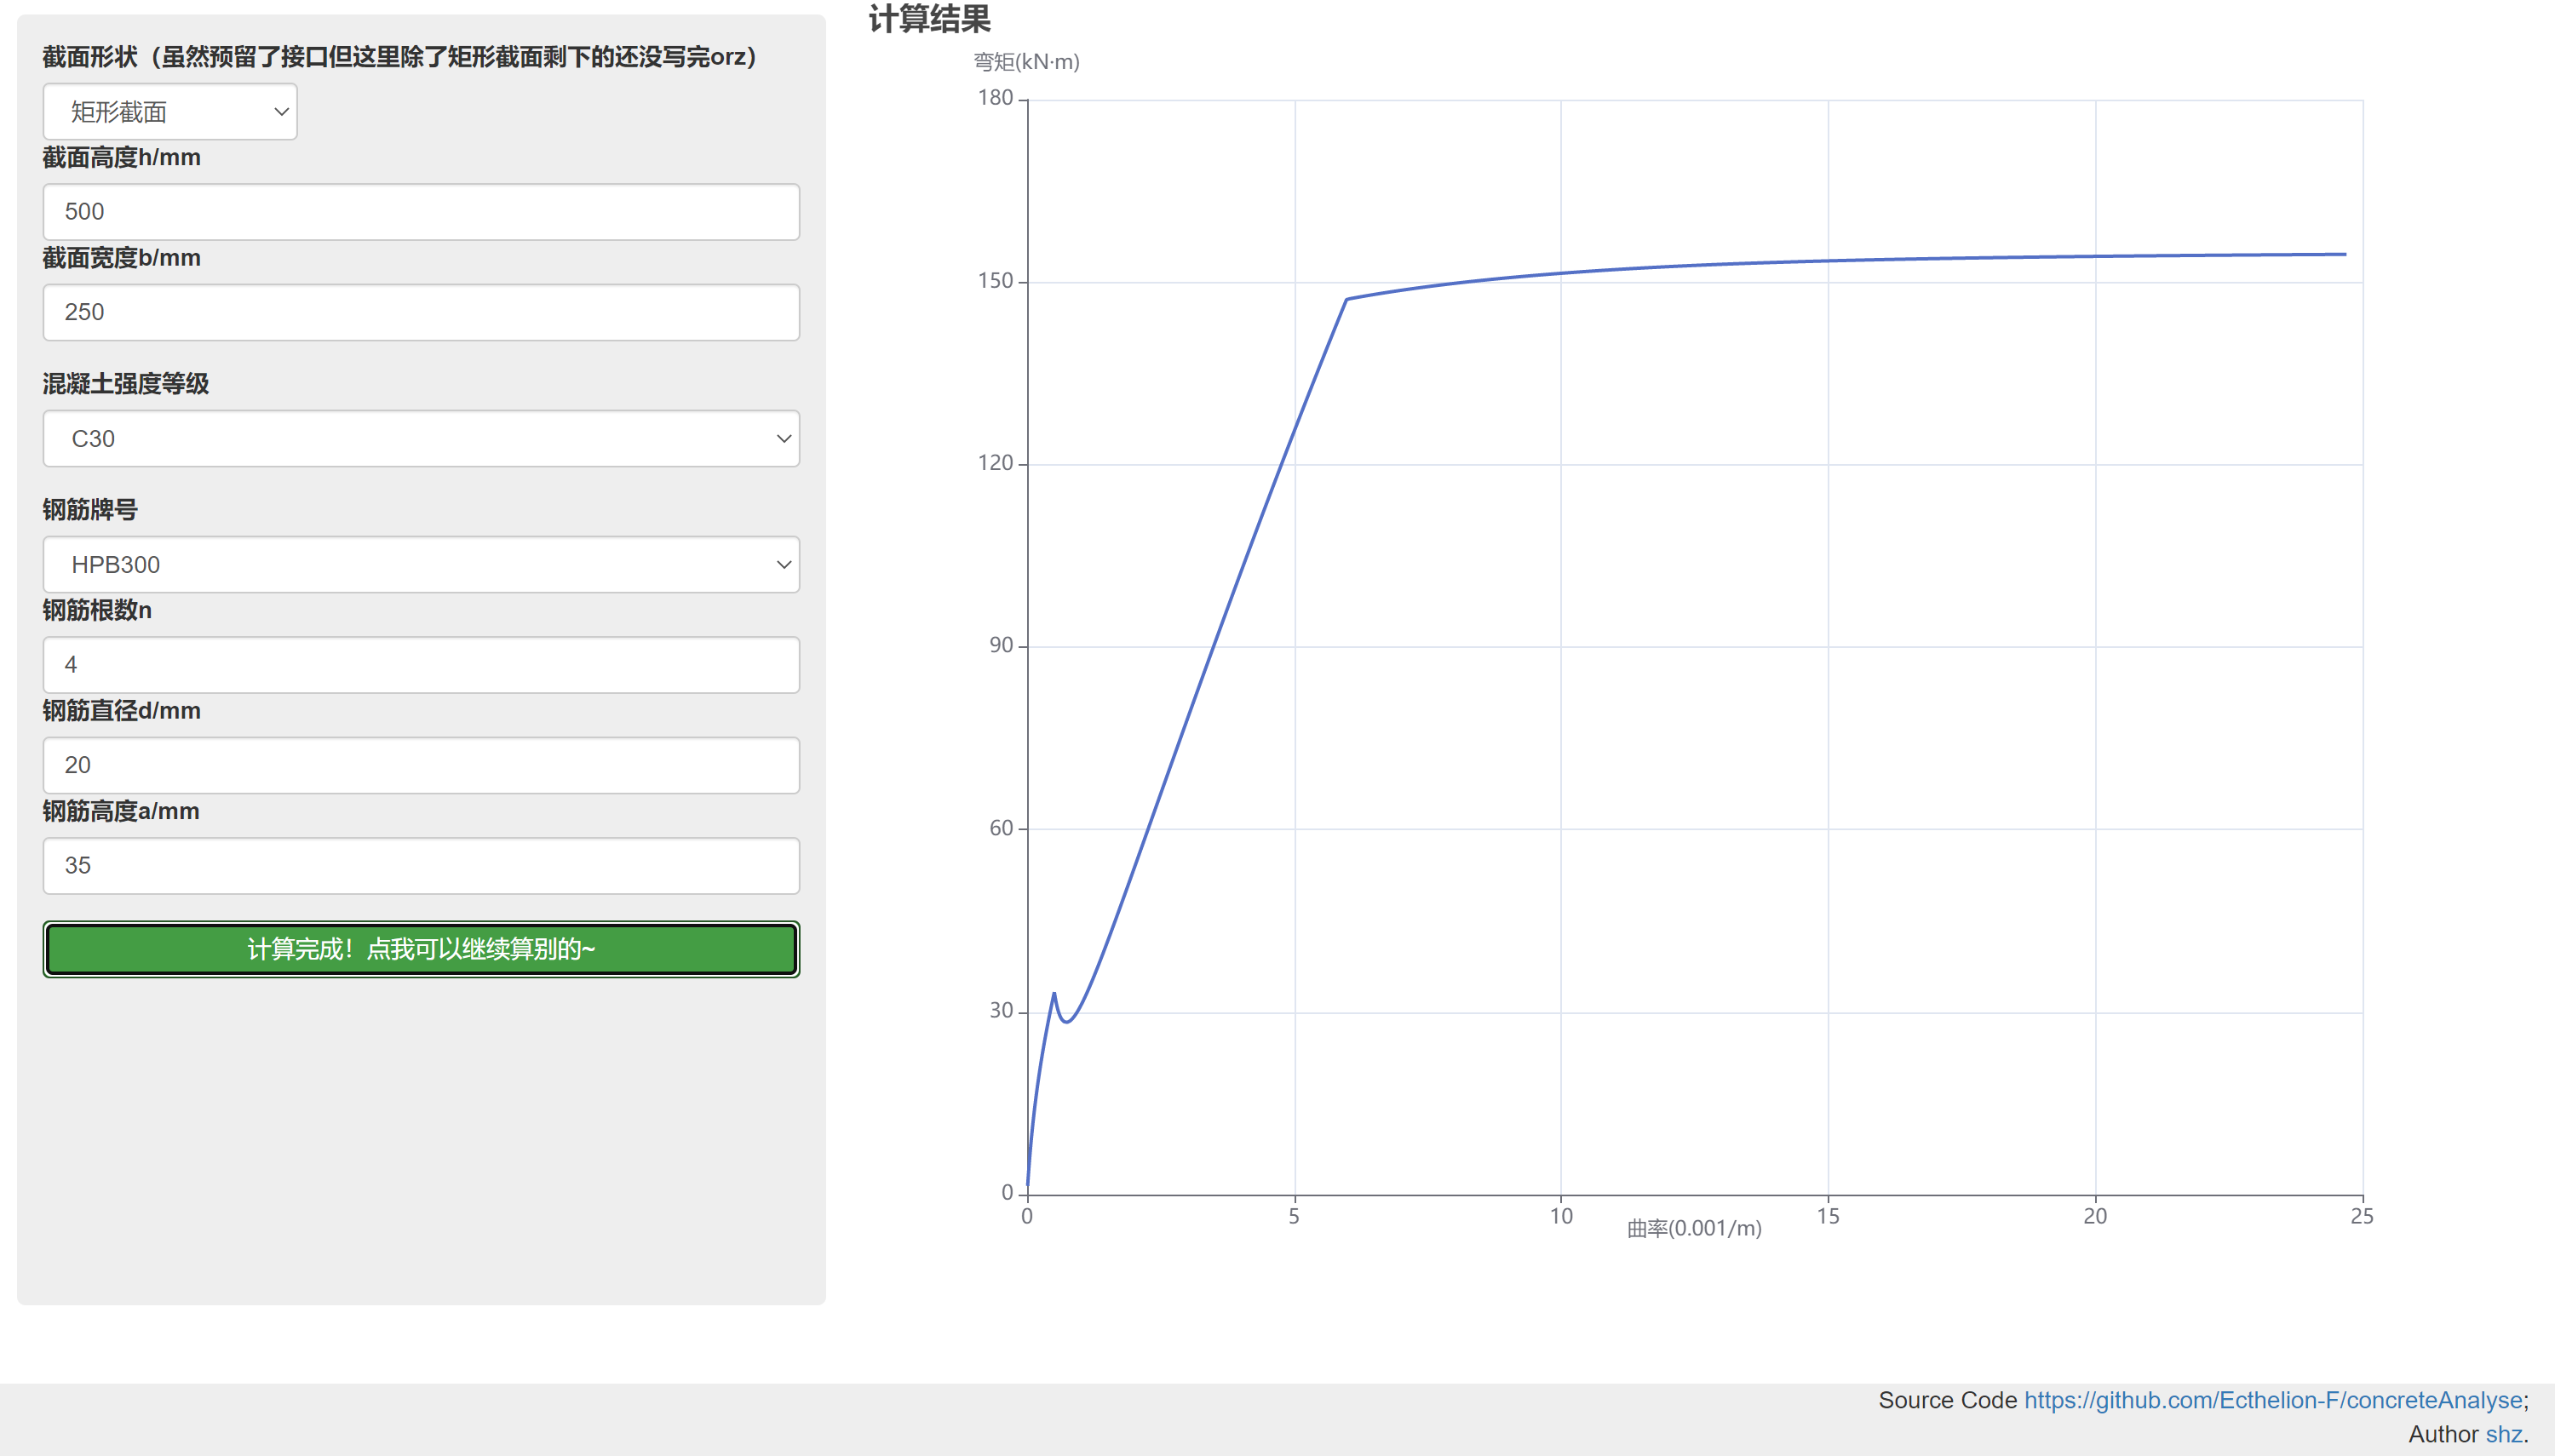 截面形状（虽然预留了接口但这里除了矩形截面剩下的还没写完orz）
矩形截面
截面高度h/mm
500
截面宽度b/mm
250
混凝土强度等级
C30
钢筋牌号
HPB300
钢筋根数n
4
钢筋直径d/mm
20
钢筋高度a/mm
35
计算完成！点我可以继续算别的~
计算结果
弯矩(kN·m)
180
150
120
90
60
30
0
0 5 10 15 20 25
曲率(0.001/m)
Source Code https://github.com/Ecthelion-F/concreteAnalyse;
Author shz.